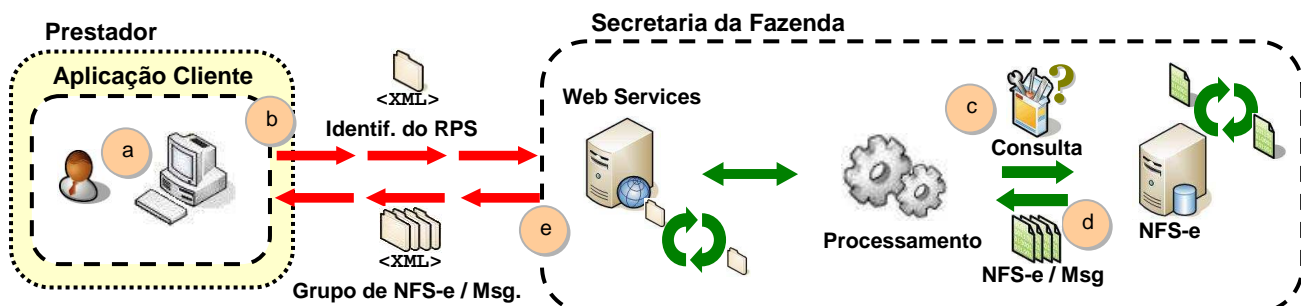 Secretaria da Fazenda
Prestador
Aplicação Cliente
a
b
<XML>
Identif. do RPS
<XML>
Grupo de NFS-e / Msg.
e
Web Services
Processamento
c
Consulta
d
NFS-e / Msg
NFS-e